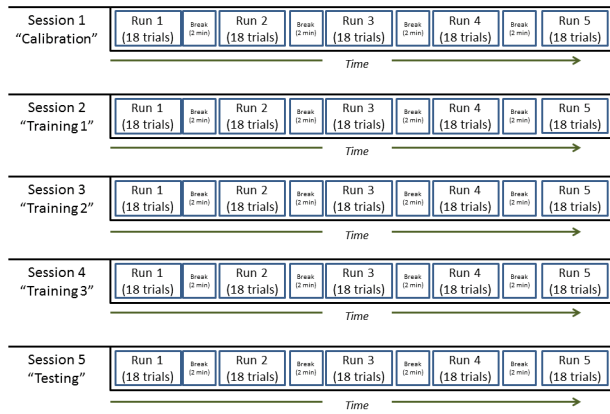 Session 1
"Calibration"
Run 1
(18 trials)
Break
(2 min)
Run 2
(18 trials)
Break
(2 min)
Run 3
(18 trials)
Break
(2 min)
Run 4
(18 trials)
Break
(2 min)
Run 5
(18 trials)
Time
Session 2
"Training 1"
Run 1
(18 trials)
Break
(2 min)
Run 2
(18 trials)
Break
(2 min)
Run 3
(18 trials)
Break
(2 min)
Run 4
(18 trials)
Break
(2 min)
Run 5
(18 trials)
Time
Session 3
"Training 2"
Run 1
(18 trials)
Break
(2 min)
Run 2
(18 trials)
Break
(2 min)
Run 3
(18 trials)
Break
(2 min)
Run 4
(18 trials)
Break
(2 min)
Run 5
(18 trials)
Time
Session 4
"Training 3"
Run 1
(18 trials)
Break
(2 min)
Run 2
(18 trials)
Break
(2 min)
Run 3
(18 trials)
Break
(2 min)
Run 4
(18 trials)
Break
(2 min)
Run 5
(18 trials)
Time
Session 5
"Testing"
Run 1
(18 trials)
Break
(2 min)
Run 2
(18 trials)
Break
(2 min)
Run 3
(18 trials)
Break
(2 min)
Run 4
(18 trials)
Break
(2 min)
Run 5
(18 trials)
Time